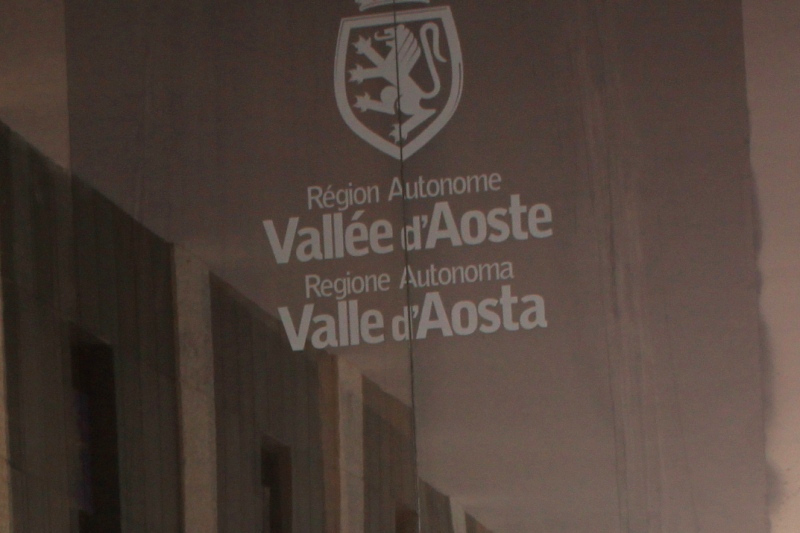 Région Autonome
Vallée d'Aoste
Regione Autonoma
Valle d'Aosta